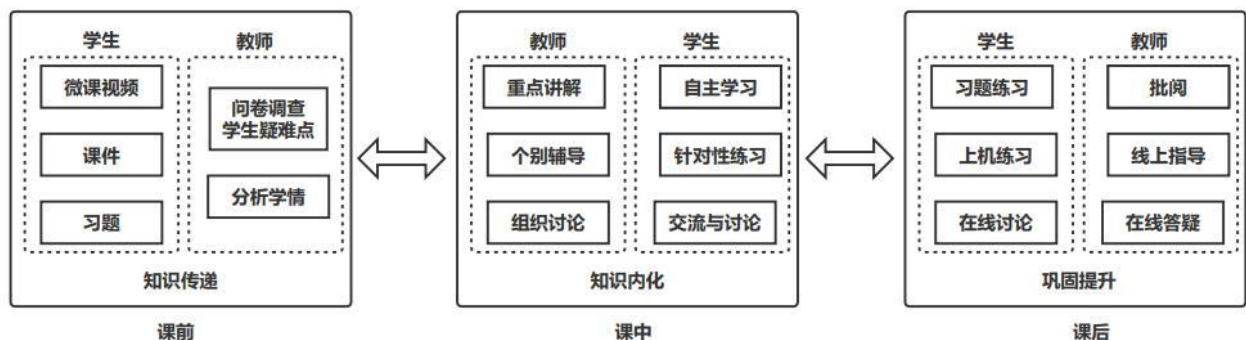 学生
教师
微课视频
课件
习题
问卷调查
学生疑难点
分析学情
知识传递
课前
教师
学生
重点讲解
个别辅导
组织讨论
自主学习
针对性练习
交流与讨论
知识内化
课中
学生
教师
习题练习
上机练习
在线讨论
批阅
线上指导
在线答疑
巩固提升
课后